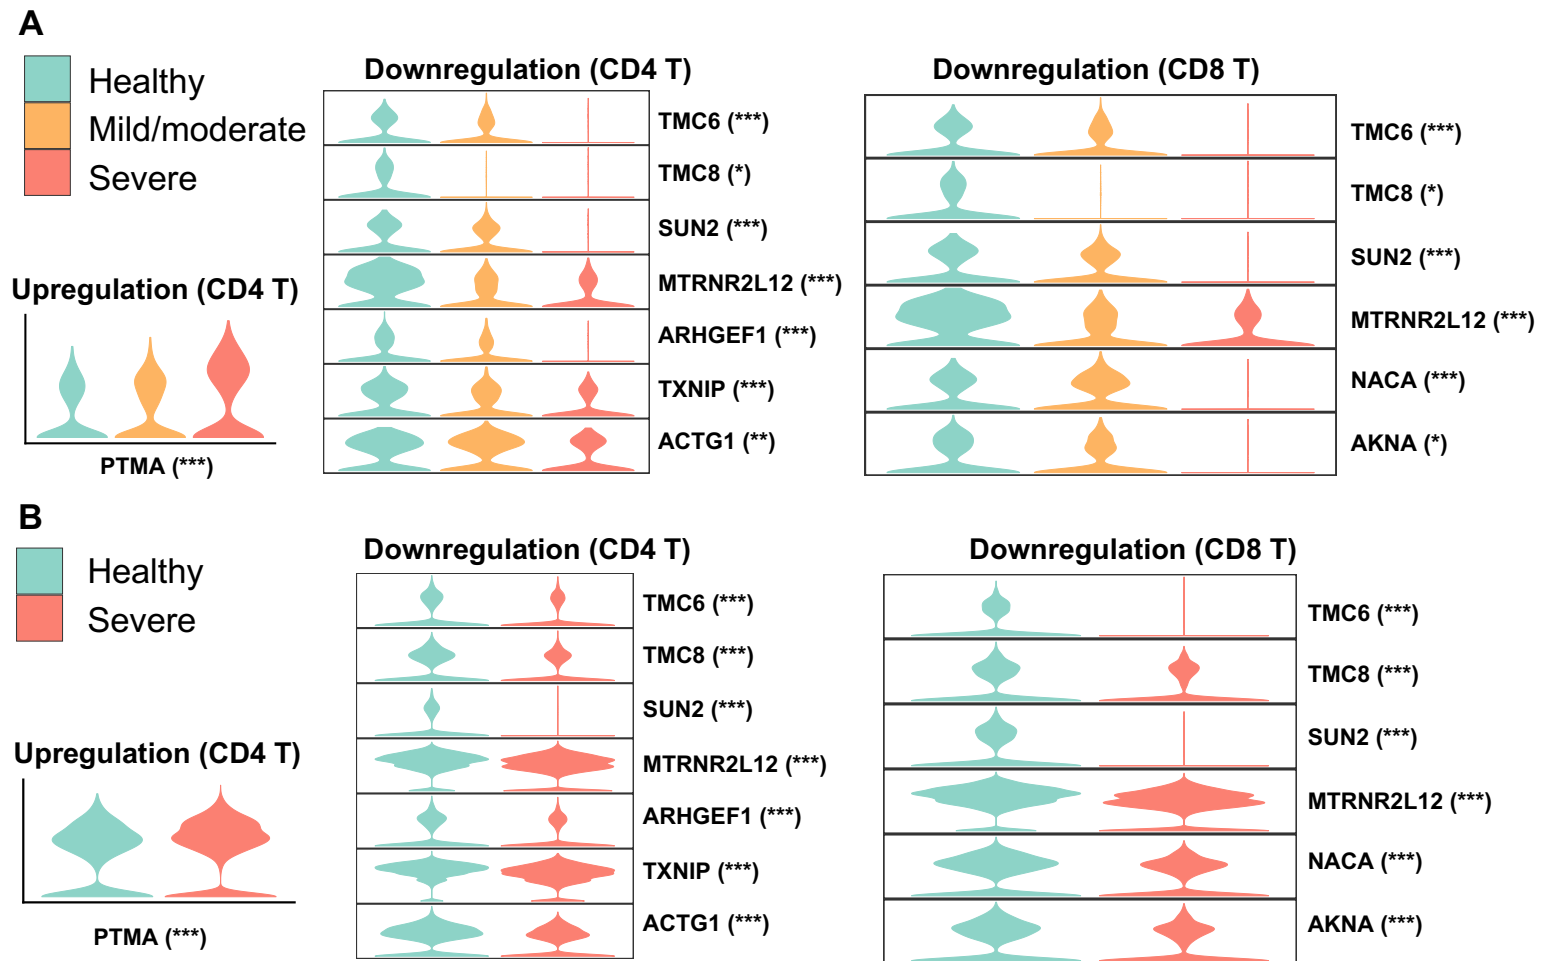 A
Healthy
Mild/moderate
Severe
Upregulation (CD4 T)
PTMA (***)
Downregulation (CD4 T)
TMC6 (***)
TMC8 (*)
SUN2 (***)
MTRNR2L12 (***)
ARHGEF1 (***)
TXNIP (***)
ACTG1 (**)
Downregulation (CD8 T)
TMC6 (***)
TMC8 (*)
SUN2 (***)
MTRNR2L12 (***)
NACA (***)
AKNA (*)
B
Healthy
Severe
Upregulation (CD4 T)
PTMA (***)
Downregulation (CD4 T)
TMC6 (***)
TMC8 (***)
SUN2 (***)
MTRNR2L12 (***)
ARHGEF1 (***)
TXNIP (***)
ACTG1 (***)
Downregulation (CD8 T)
TMC6 (***)
TMC8 (***)
SUN2 (***)
MTRNR2L12 (***)
NACA (***)
AKNA (***)